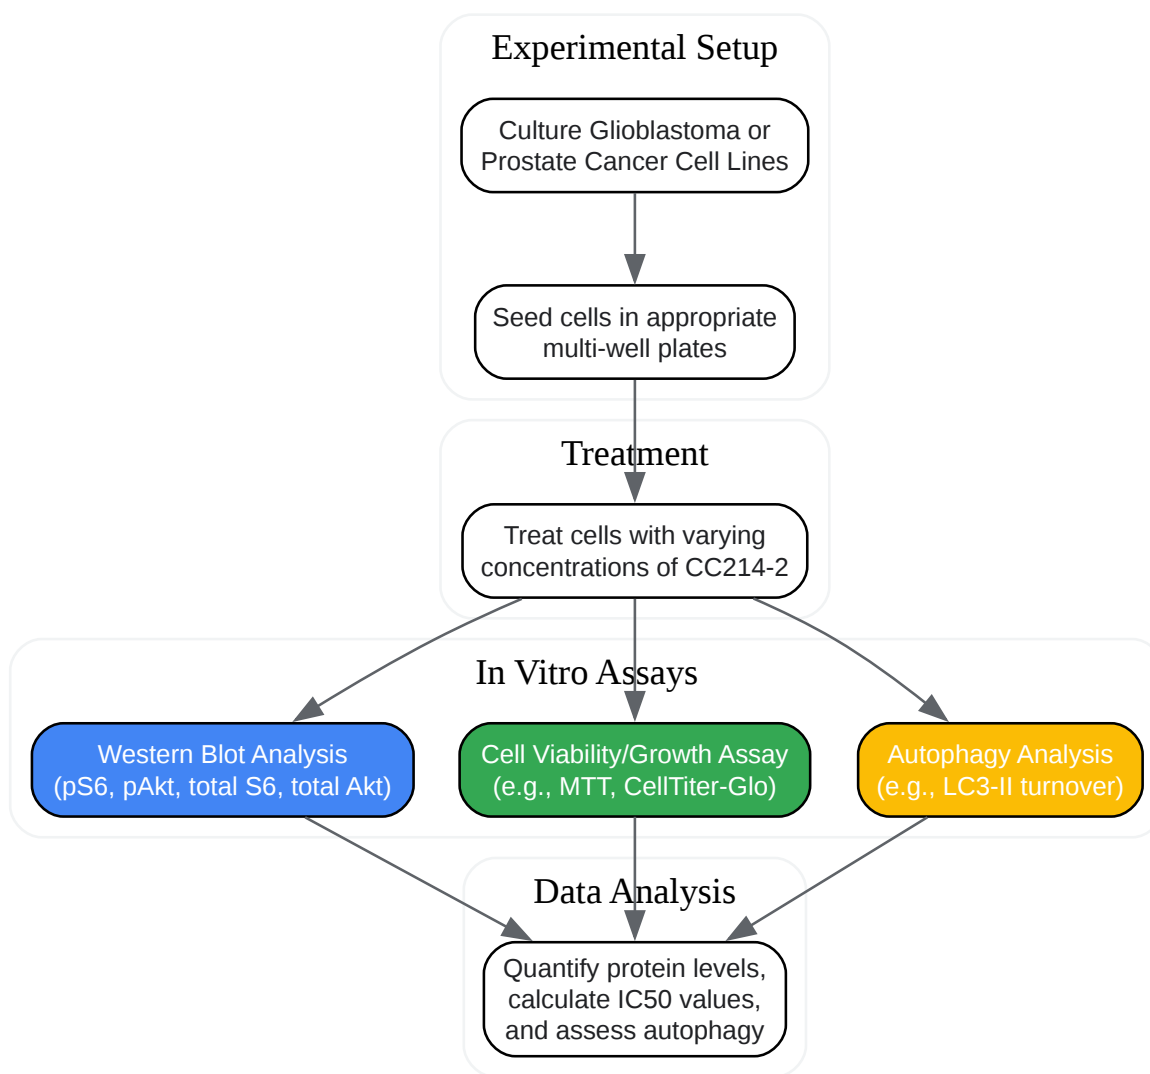 Experimental Setup
Culture Glioblastoma or
Prostate Cancer Cell Lines
Seed cells in appropriate
multi-well plates
Treatment
Treat cells with varying
concentrations of CC214-2
In Vitro Assays
Western Blot Analysis
(pS6, pAkt, total S6, total Akt)
Cell Viability/Growth Assay
(e.g., MTT, CellTiter-Glo)
Autophagy Analysis
(e.g., LC3-II turnover)
Data Analysis
Quantify protein levels,
calculate IC50 values,
and assess autophagy